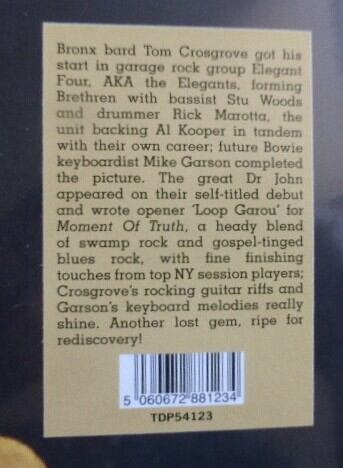 Bronx bard Tom Crosgrove got his
start in garage rock group Elegant
Four, AKA the Elegants, forming
Brethren with bassist Stu Woods
and drummer Rick Marotta, the
unit backing Al Kooper in tandem
with their own career; future Bowie
keyboardist Mike Garson completed
the picture. The great Dr John
appeared on their self-titled debut
and wrote opener 'Loop Garou' for
Moment Of Truth, a heady blend
of swamp rock and gospel-tinged
blues rock, with fine finishing
touches from top NY session players;
Crosgrove's rocking guitar riffs and
Garson's keyboard melodies really
shine. Another lost gem, ripe for
rediscovery!
5 060672 881234
TDP54123